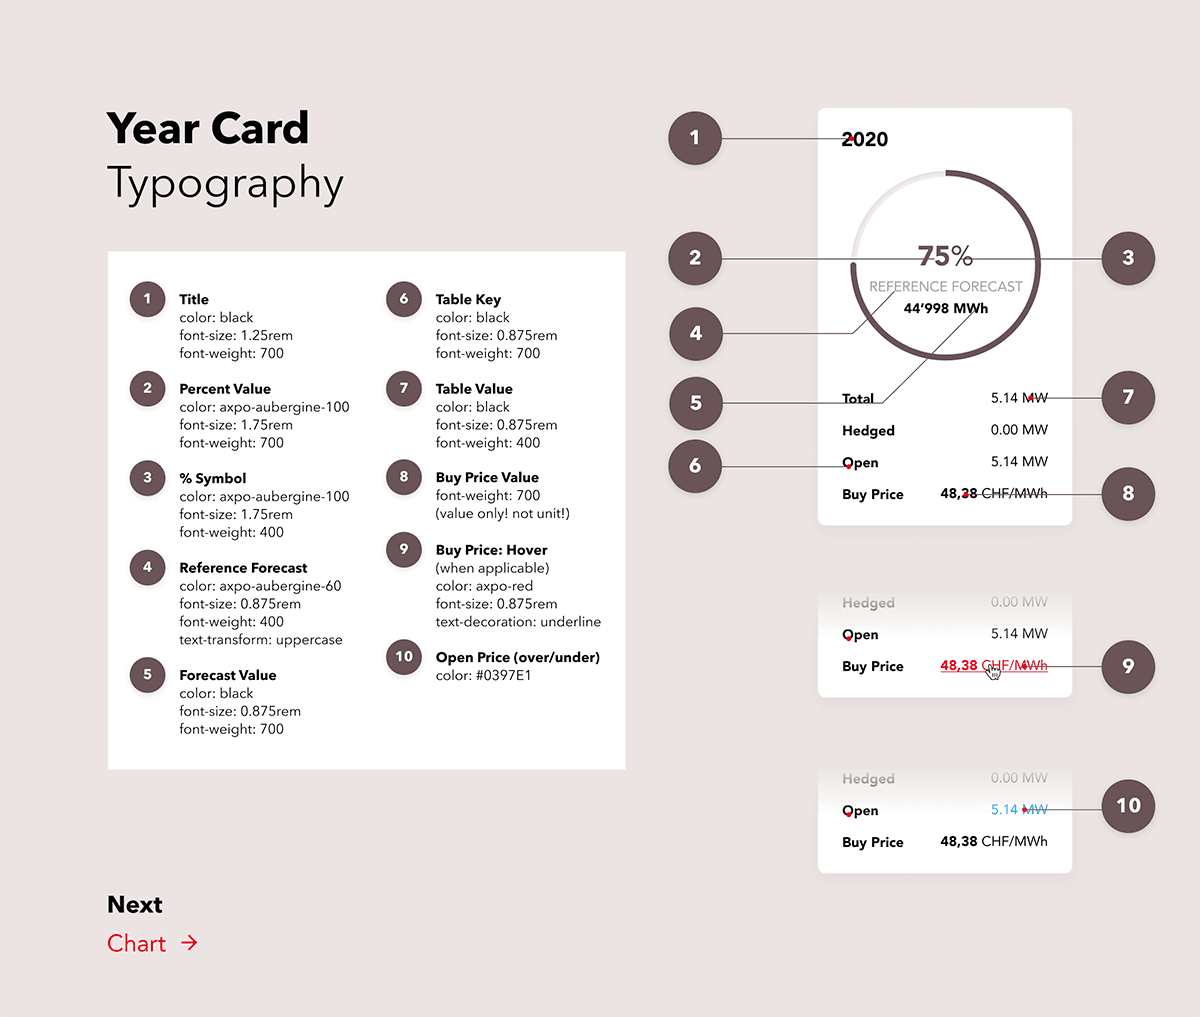 Year Card
Typography
1
Title
color: black
font-size: 1.25rem
font-weight: 700
2
Percent Value
color: axpo-aubergine-100
font-size: 1.75rem
font-weight: 700
3
% Symbol
color: axpo-aubergine-100
font-size: 1.75rem
font-weight: 400
4
Reference Forecast
color: axpo-aubergine-60
font-size: 0.875rem
font-weight: 400
text-transform: uppercase
5
Forecast Value
color: black
font-size: 0.875rem
font-weight: 700
6
Table Key
color: black
font-size: 0.875rem
font-weight: 700
7
Table Value
color: black
font-size: 0.875rem
font-weight: 400
8
Buy Price Value
font-weight: 700
(value only! not unit!)
9
Buy Price: Hover
(when applicable)
color: axpo-red
font-size: 0.875rem
text-decoration: underline
10
Open Price (over/under)
color: #0397E1
1
2020
2
75%
3
REFERENCE FORECAST
44’998 MWh
4
5
Total 5.14 MW
7
Hedged 0.00 MW
6
Open 5.14 MW
Buy Price 48,38 CHF/MWh
8
Hedged 0.00 MW
Open 5.14 MW
Buy Price 48,38 CHF/MWh
9
Hedged 0.00 MW
Open 5.14 MW
10
Buy Price 48,38 CHF/MWh
Next
Chart →